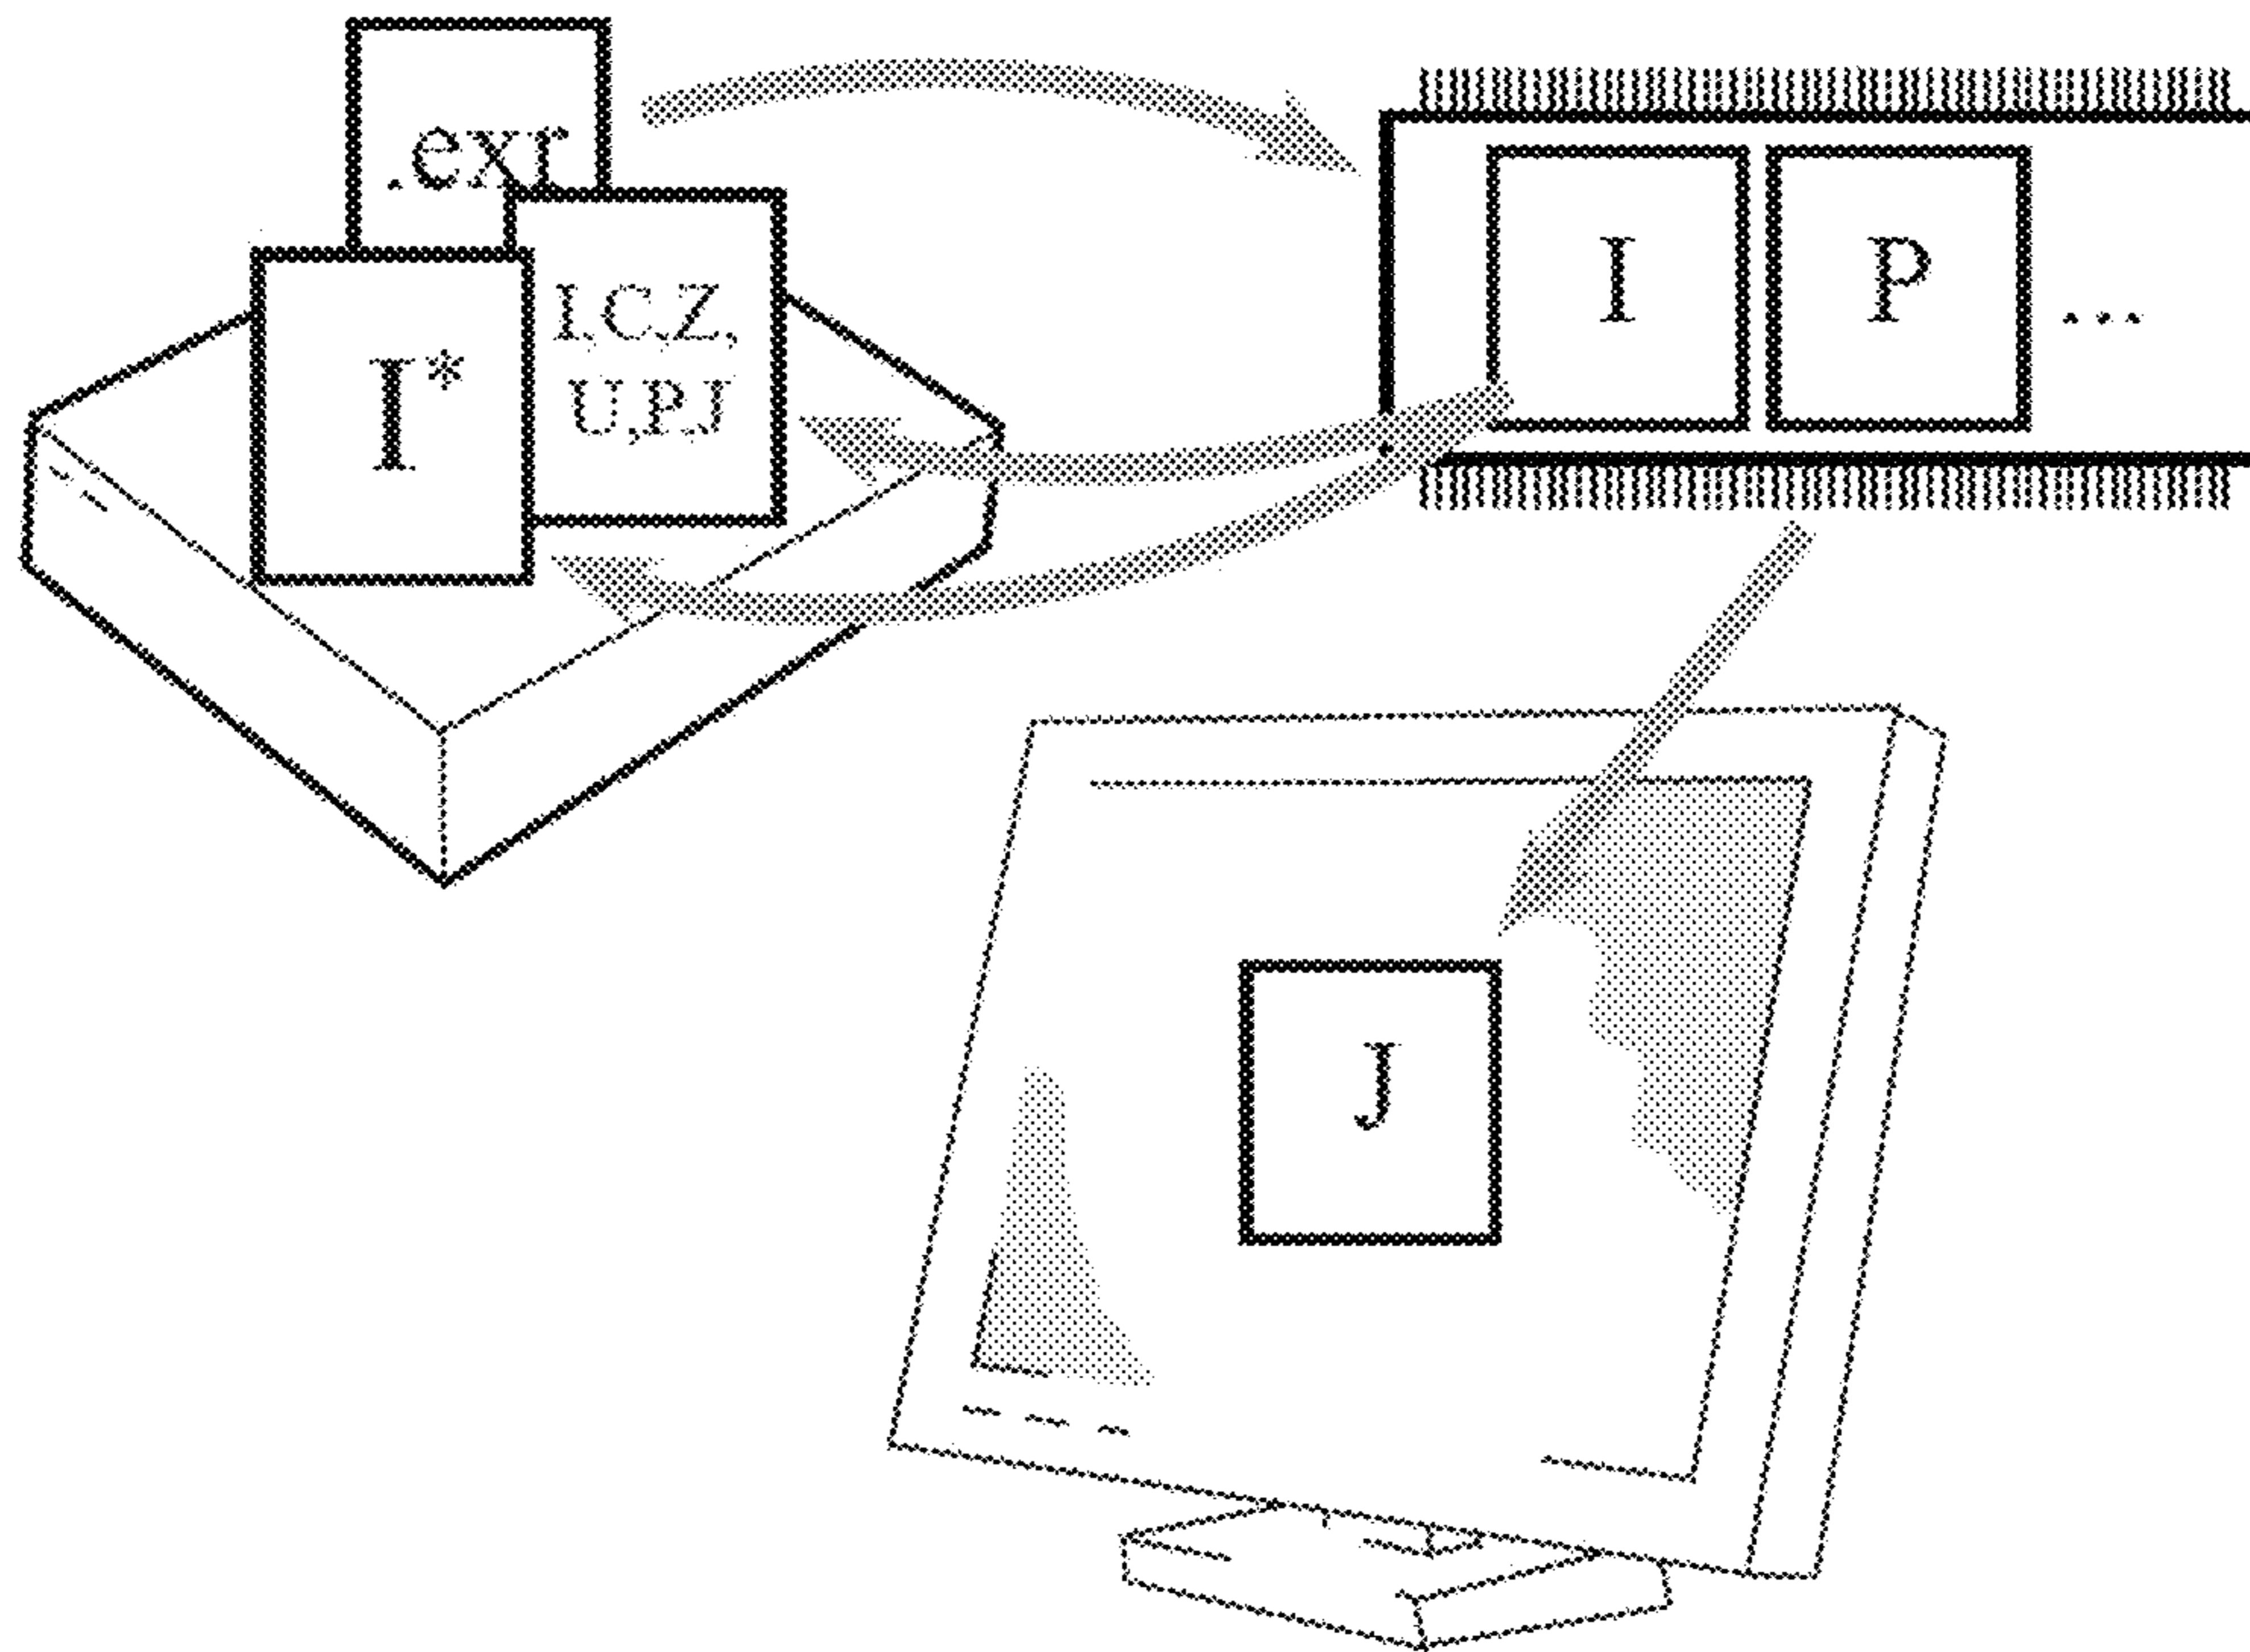 .exr
I,C,Z,
U,P,J
I*
I
P
...
J